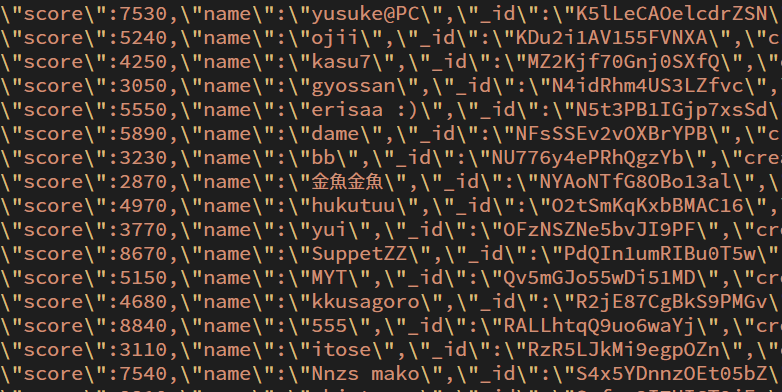 \"score\":7530,\"name\":\"yusuke@PC\",\"_id\":\"K5lLeCAOelcdrZSN\
\"score\":5240,\"name\":\"ojii\",\"_id\":\"KDu2i1AV155FVNXA\",\"c
\"score\":4250,\"name\":\"kasu7\",\"_id\":\"MZ2Kjf70Gnj0SXfQ\",\"
\"score\":3050,\"name\":\"gyossan\",\"_id\":\"N4idRhm4US3LZfvc\",
\"score\":5550,\"name\":\"erisaa :)\",\"_id\":\"N5t3PB1IGjp7xsSd\
\"score\":5890,\"name\":\"dame\",\"_id\":\"NFsSSEv2vOXBrYPB\",\"c
\"score\":3230,\"name\":\"bb\",\"_id\":\"NU776y4ePRhQgzYb\",\"crea
\"score\":2870,\"name\":\"金魚金魚\",\"_id\":\"NYAoNTfG8OBo13al\",\"
\"score\":4970,\"name\":\"hukutuu\",\"_id\":\"O2tSmKqKxbBMAC16\",
\"score\":3770,\"name\":\"yui\",\"_id\":\"OFzNSZNe5bvJI9PF\",\"cre
\"score\":8670,\"name\":\"SuppetZZ\",\"_id\":\"PdQIn1umRIBu0T5w\"
\"score\":5150,\"name\":\"MYT\",\"_id\":\"Qv5mGJo55wDi51MD\",\"cre
\"score\":4680,\"name\":\"kkusagoro\",\"_id\":\"R2jE87CgBkS9PMGv\
\"score\":8840,\"name\":\"555\",\"_id\":\"RALLhtqQ9uo6waYj\",\"cre
\"score\":3110,\"name\":\"itose\",\"_id\":\"RzR5LJkMi9egpOZn\",\"
\"score\":7540,\"name\":\"Nnzs mako\",\"_id\":\"S4x5YDnnzOEt05bZ\